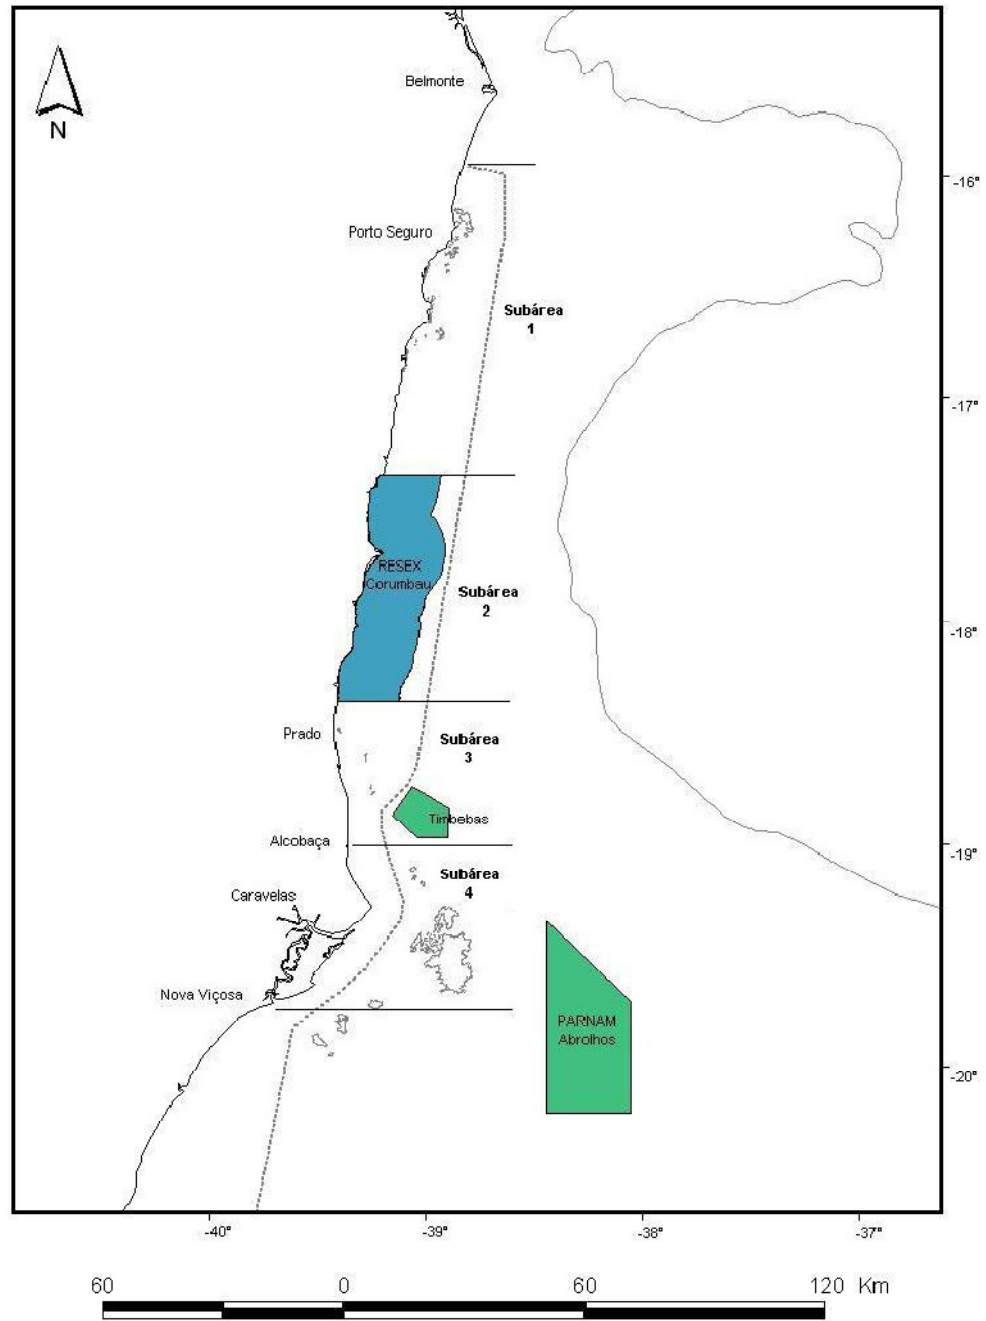 N
Belmonte
-16°
Porto Seguro
Subárea
1
-17°
RESEX
Corumbau
Subárea
2
-18°
Prado
Subárea
3
Timbebas
Alcobaça
-19°
Subárea
4
Caravelas
Nova Viçosa
PARNAM
Abrolhos
-20°
-40°
-39°
-38°
-37°
60
0
60
120 Km